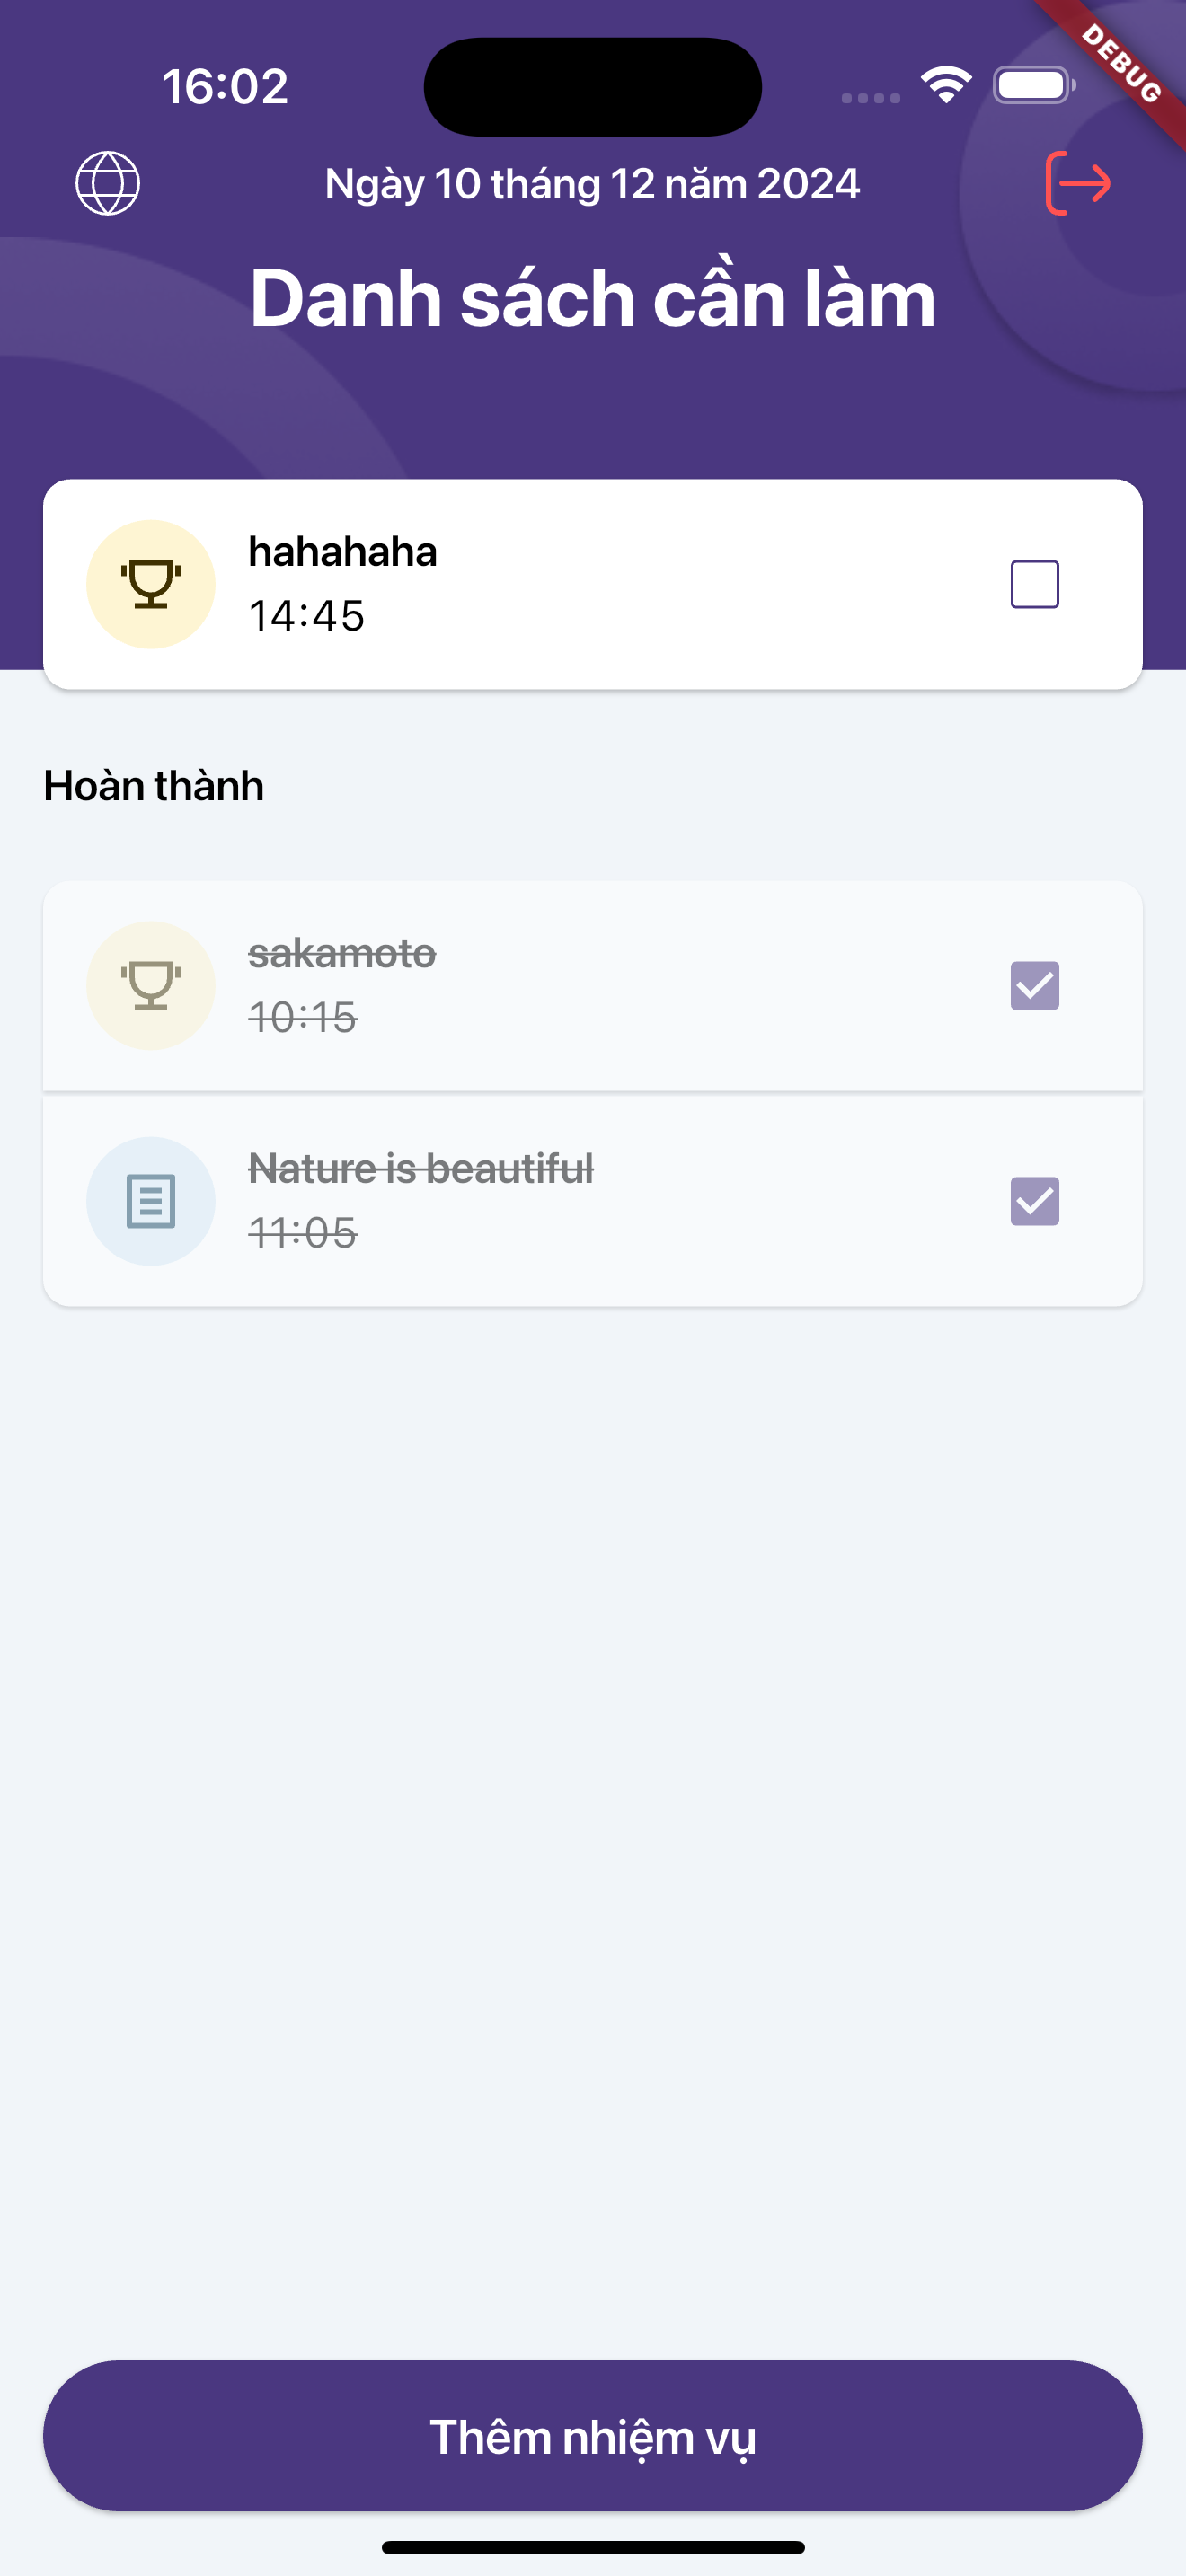 16:02
DEBUG
Ngày 10 tháng 12 năm 2024
Danh sách cần làm
hahahaha
14:45
Hoàn thành
sakamoto
10:15
Nature is beautiful
11:05
Thêm nhiệm vụ